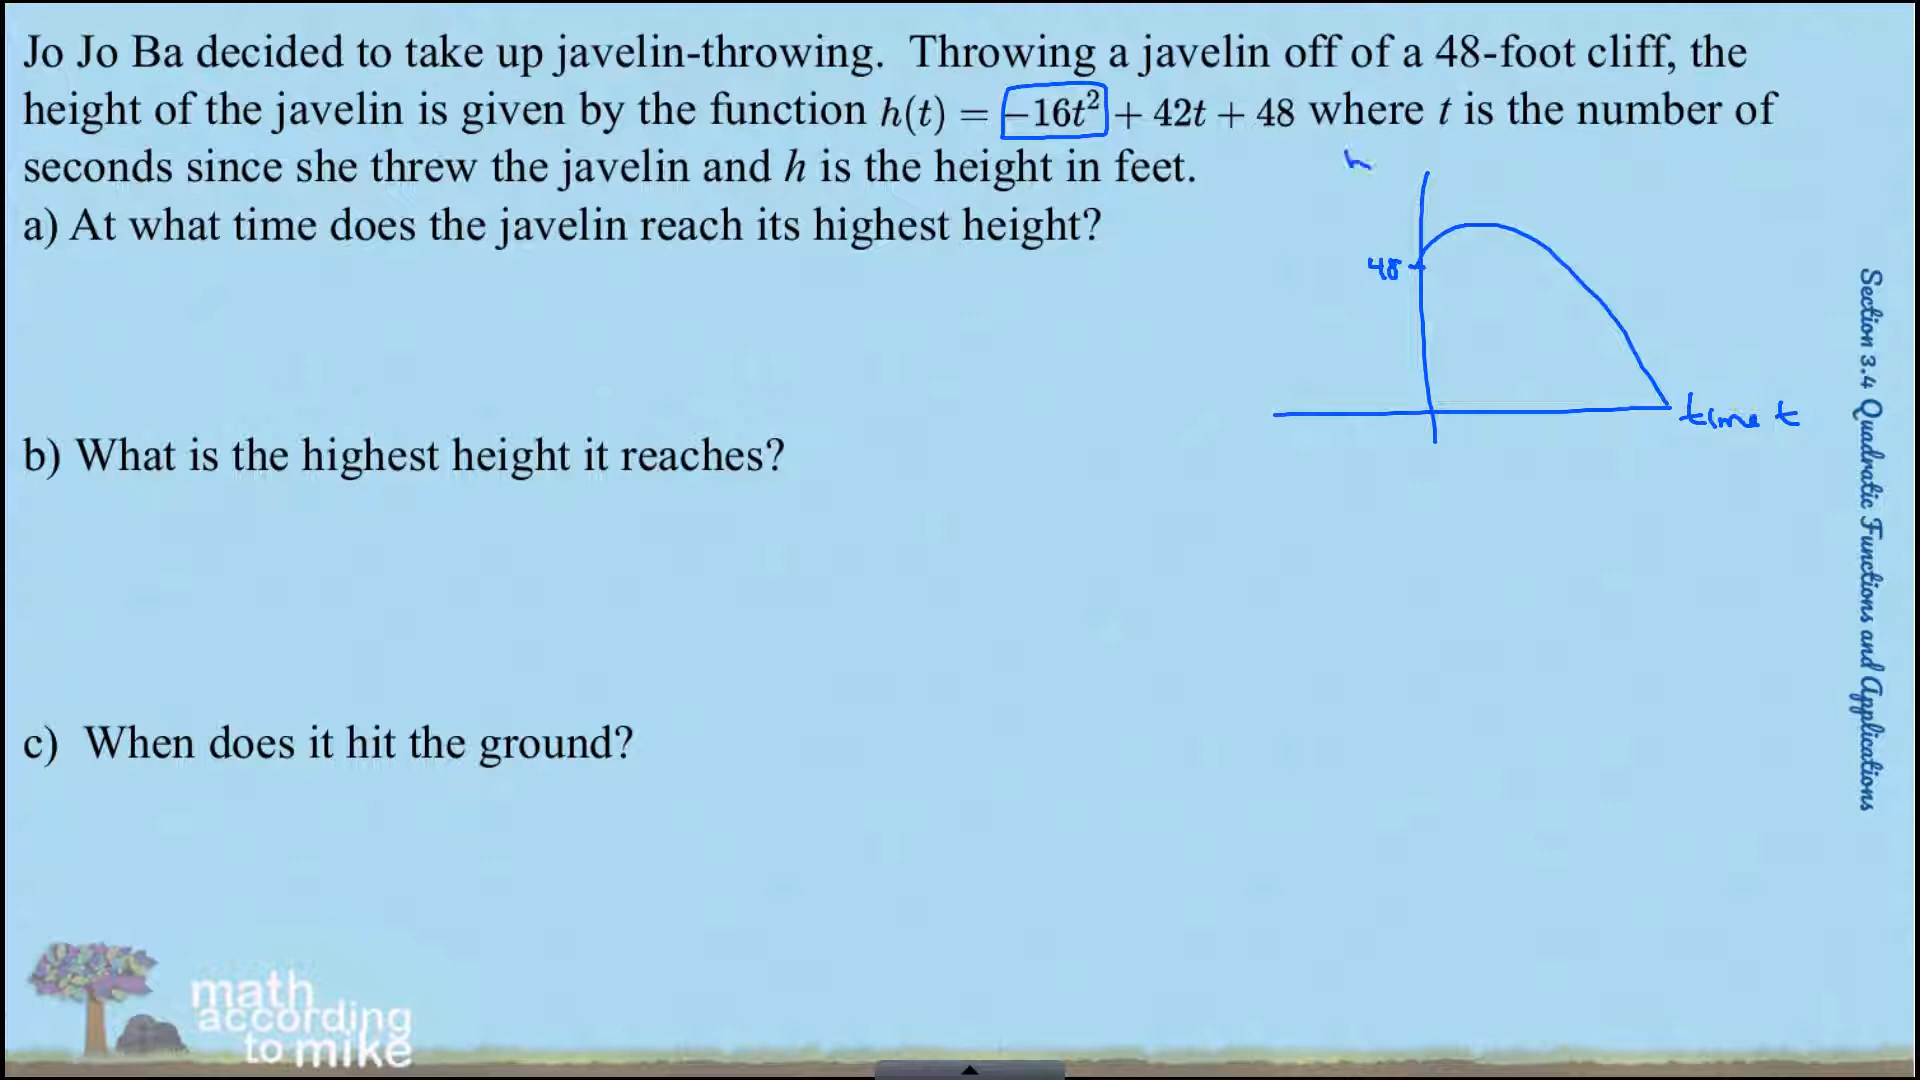 Jo Jo Ba decided to take up javelin-throwing. Throwing a javelin off of a 48-foot cliff, the
height of the javelin is given by the function h(t) = −16t² + 42t + 48 where t is the number of
seconds since she threw the javelin and h is the height in feet.
h
a) At what time does the javelin reach its highest height?
48
time t
b) What is the highest height it reaches?
c) When does it hit the ground?
Section 3.4 Quadratic Functions and Applications
math
according
to mike